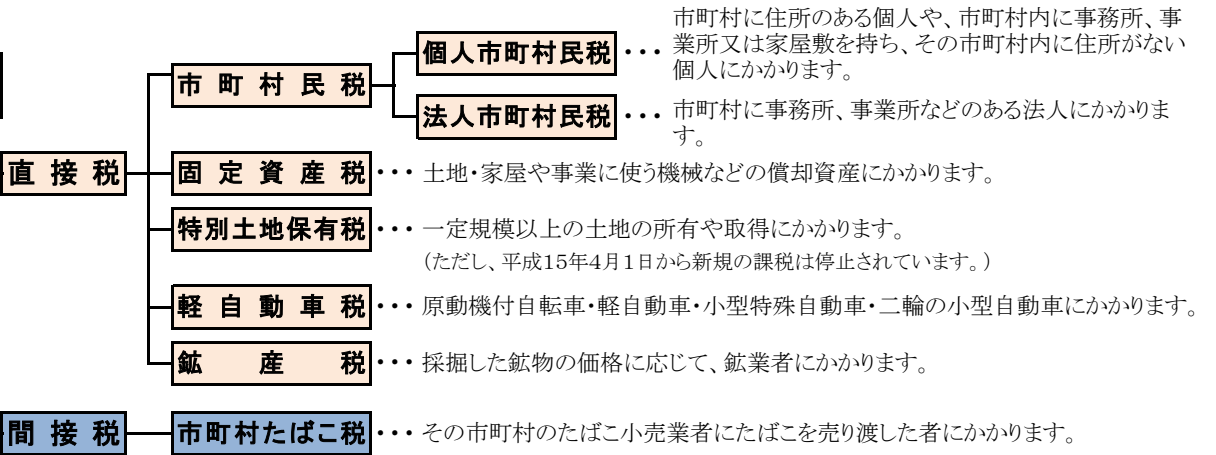 市町村に住所のある個人や、市町村内に事務所、事
個人市町村民税・・・業所又は家屋敷を持ち、その市町村内に住所がない
個人にかかります。
市町村民税
法人市町村民税・・・市町村に事務所、事業所などのある法人にかかりま
す。
直接税
固定資産税・・・土地・家屋や事業に使う機械などの償却資産にかかります。
特別土地保有税・・・一定規模以上の土地の所有や取得にかかります。
（ただし、平成15年4月1日から新規の課税は停止されています。）
軽自動車税・・・原動機付自転車・軽自動車・小型特殊自動車・二輪の小型自動車にかかります。
鉱産税・・・採掘した鉱物の価格に応じて、鉱業者にかかります。
間接税 市町村たばこ税・・・その市町村のたばこ小売業者にたばこを売り渡した者にかかります。